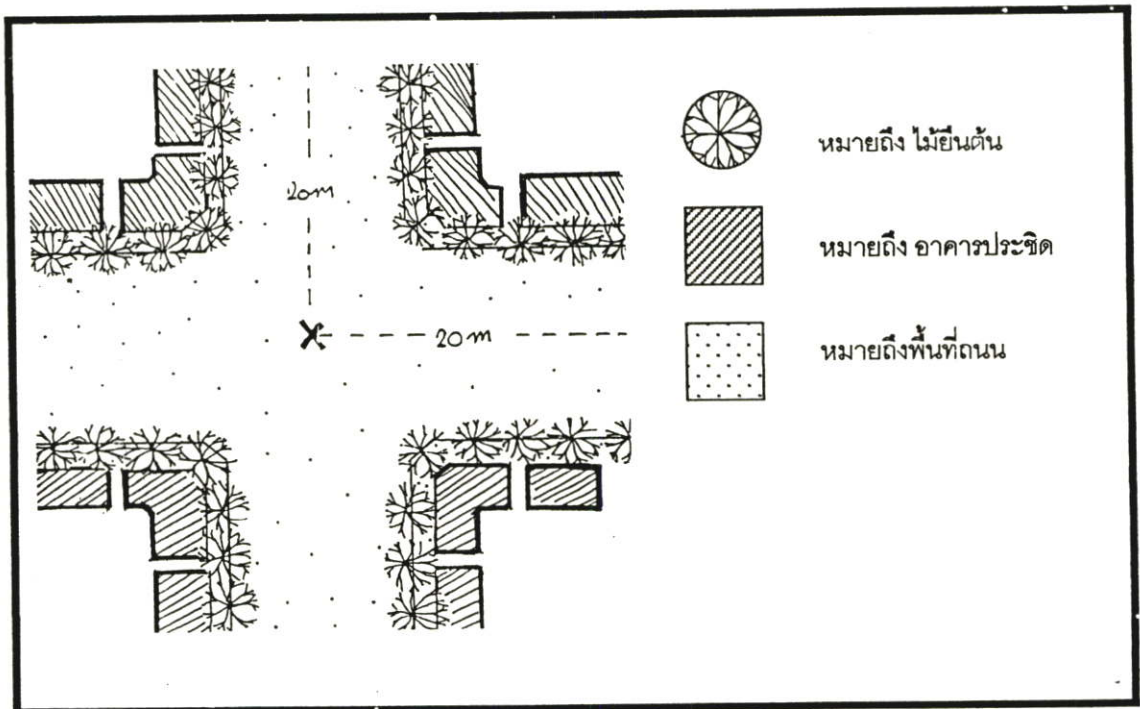 หมายถึง ไม้ยืนต้น
20m
หมายถึง อาคารประชิด
20m
หมายถึงพื้นที่ถนน